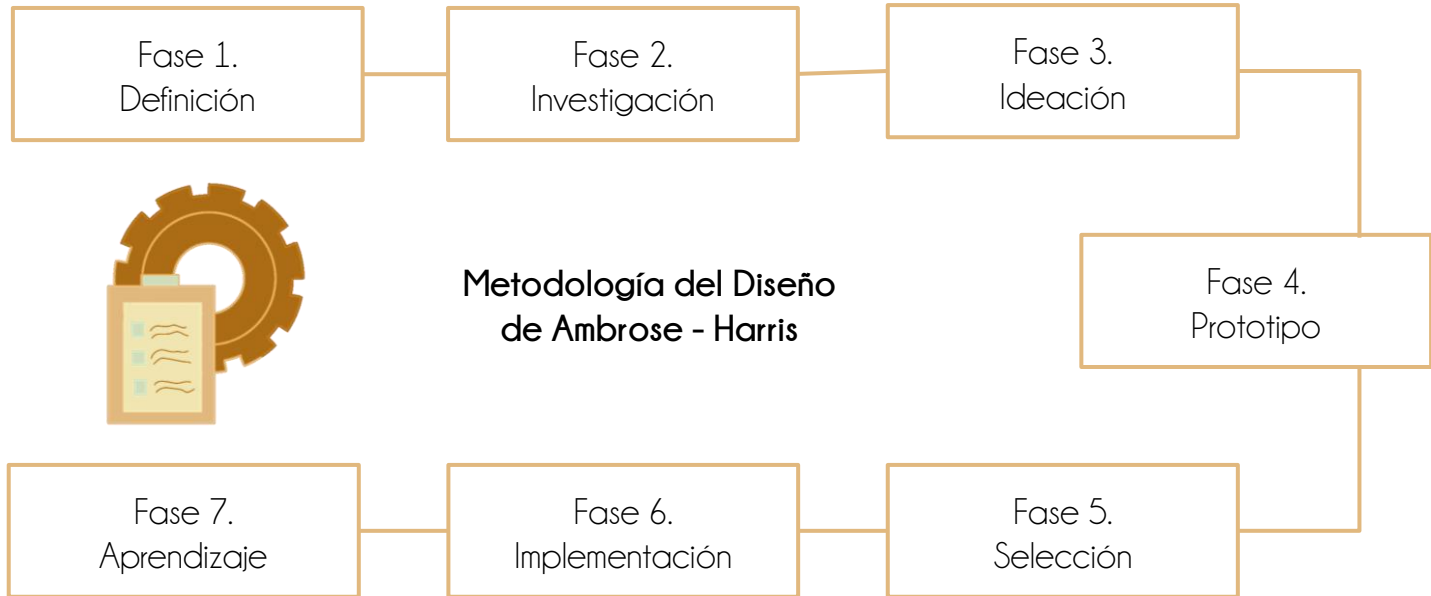 Fase 1.
Definición
Fase 2.
Investigación
Fase 3.
Ideación
Metodología del Diseño
de Ambrose - Harris
Fase 4.
Prototipo
Fase 5.
Selección
Fase 6.
Implementación
Fase 7.
Aprendizaje